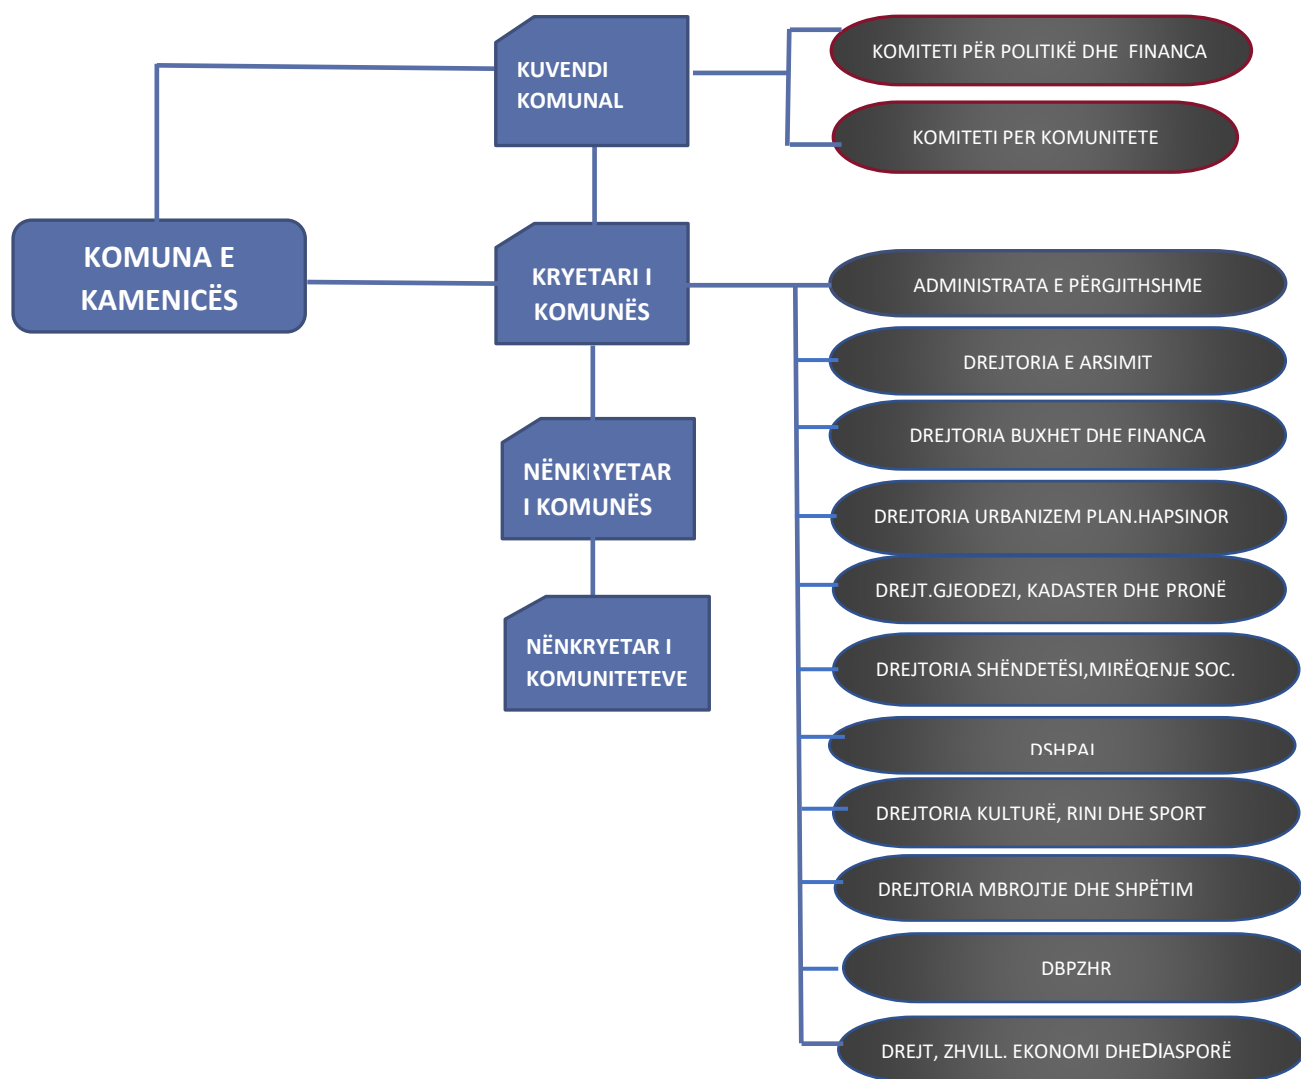 KUVENDI
KOMUNAL
KOMITETI PËR POLITIKË DHE FINANCA
KOMITETI PER KOMUNITETE
KOMUNA E
KAMENICËS
KRYETARI I
KOMUNËS
NËNKRYETAR
I KOMUNËS
NËNKRYETAR I
KOMUNITETEVE
ADMINISTRATA E PËRGJITHSHME
DREJTORIA E ARSIMIT
DREJTORIA BUXHET DHE FINANCA
DREJTORIA URBANIZEM PLAN.HAPSINOR
DREJT.GJEODEZI, KADASTER DHE PRONË
DREJTORIA SHËNDETËSI,MIRËQENJE SOC.
DSHPAI
DREJTORIA KULTURË, RINI DHE SPORT
DREJTORIA MBROJTJE DHE SHPËTIM
DBPZHR
DREJT, ZHVILL. EKONOMI DHEDIASPORË